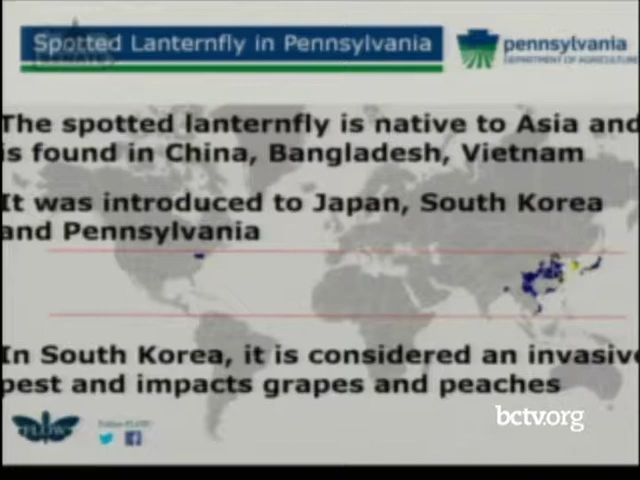 Spotted Lanternfly in Pennsylvania
SENATE
pennsylvania
DEPARTMENT OF AGRICULTURE
The spotted lanternfly is native to Asia and
is found in China, Bangladesh, Vietnam
It was introduced to Japan, South Korea
and Pennsylvania
In South Korea, it is considered an invasive
pest and impacts grapes and peaches
FLOW
bctv.org